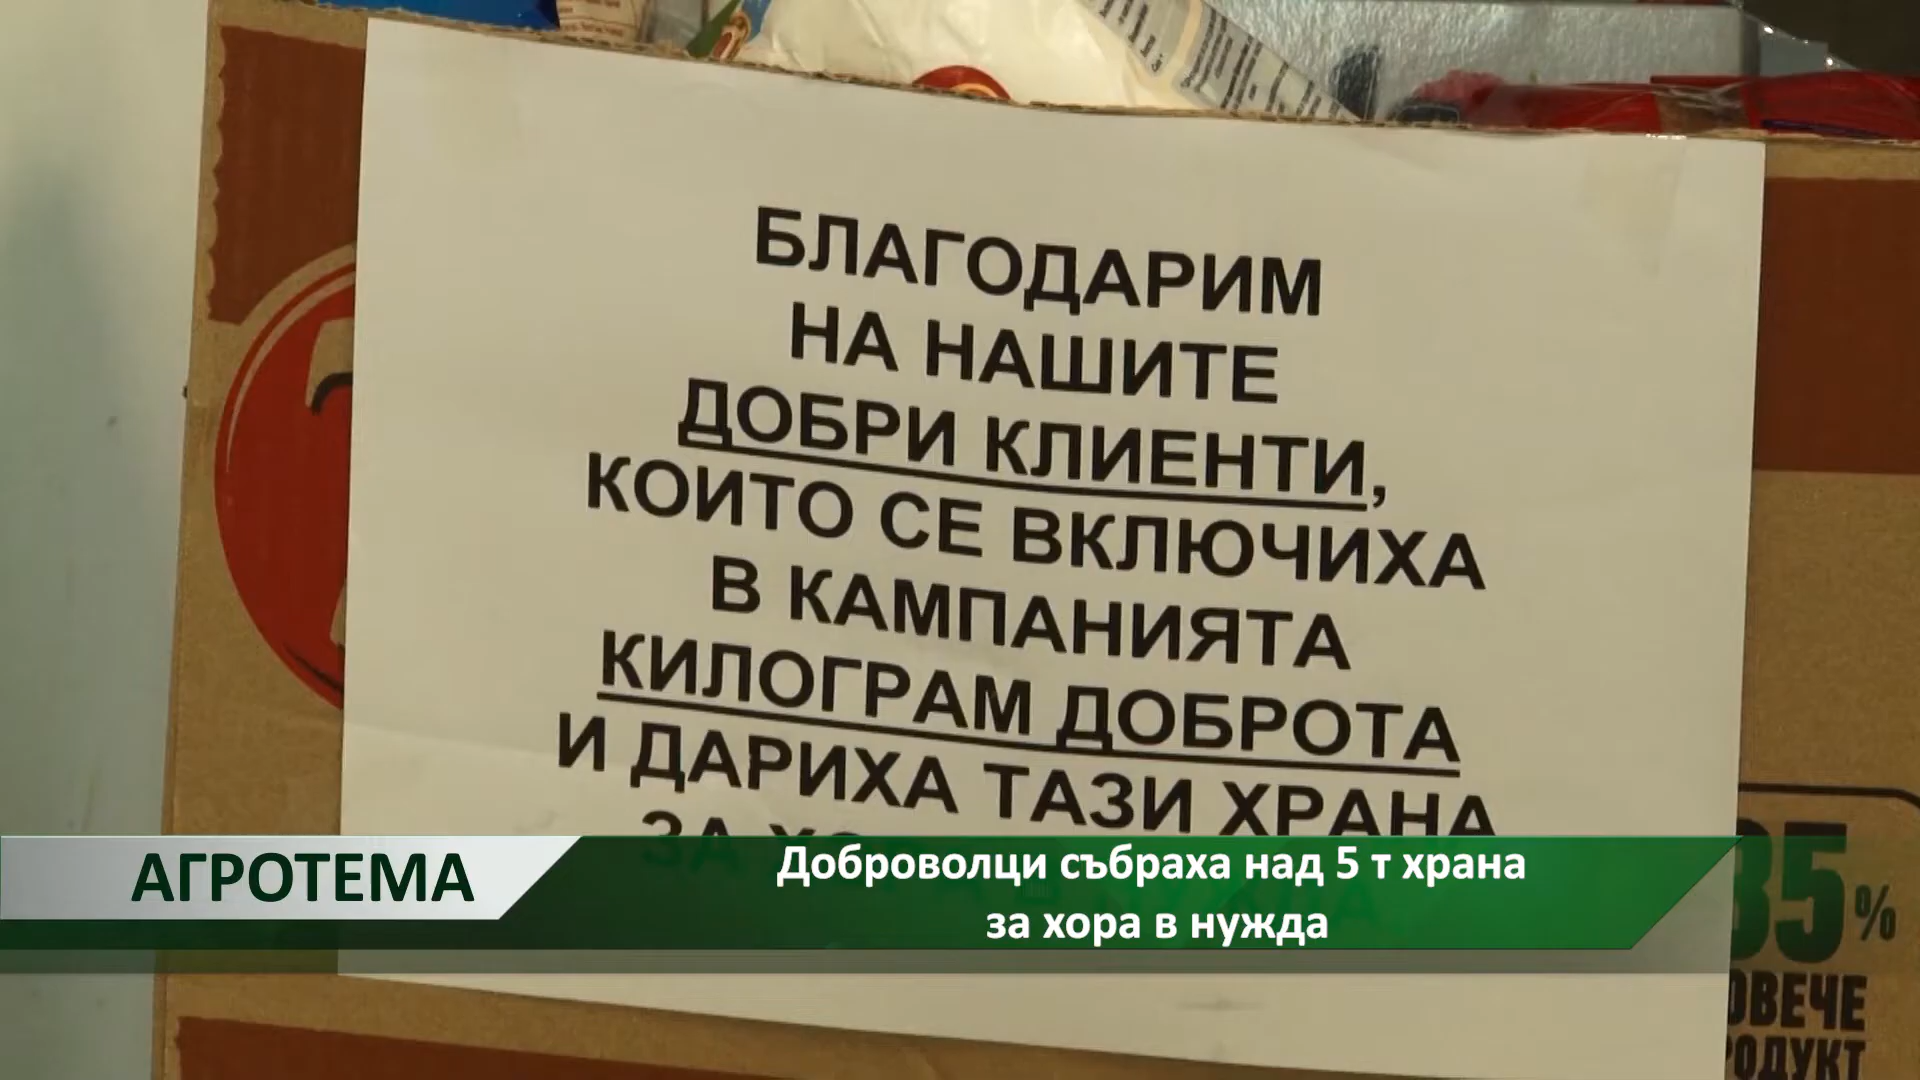 БЛАГОДАРИМ
НА НАШИТЕ
ДОБРИ КЛИЕНТИ,
КОИТО СЕ ВКЛЮЧИХА
В КАМПАНИЯТА
КИЛОГРАМ ДОБРОТА
И ДАРИХА ТАЗИ ХРАНА
ЗА
АГРОТЕМА
Доброволци събраха над 5 т храна
за хора в нужда
%